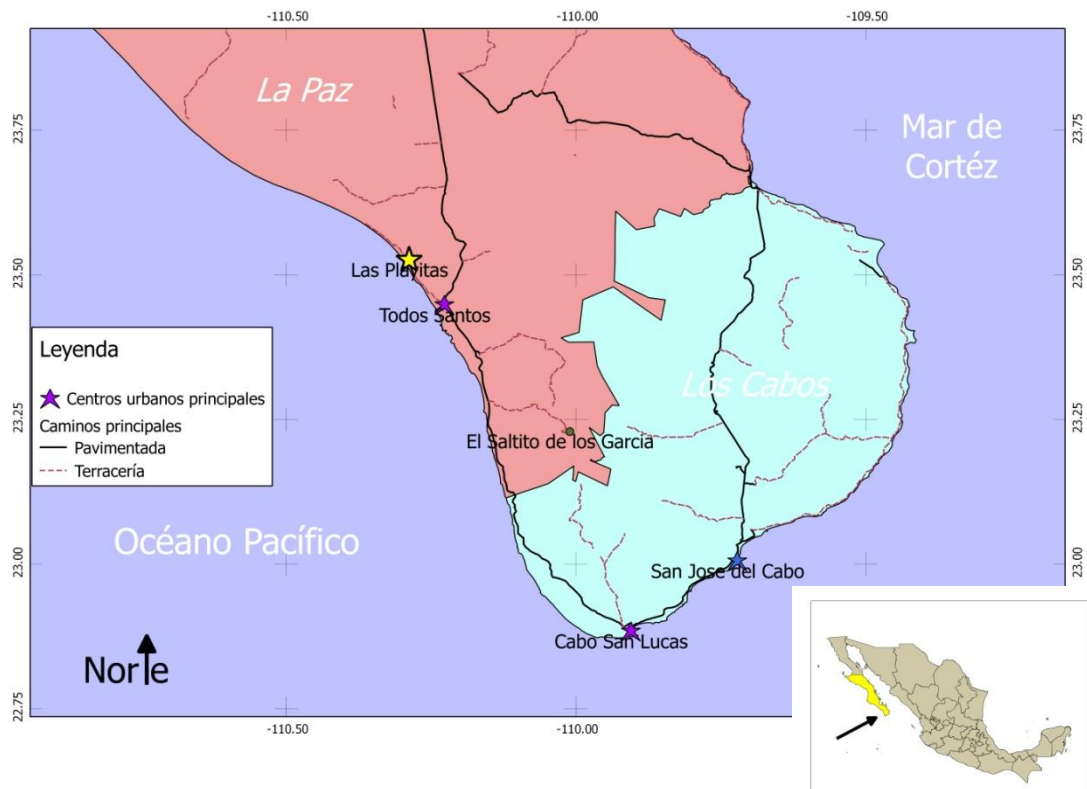 -110.50
-110.00
-109.50
La Paz
Mar de
Cortéz
23.75
23.75
23.50
23.50
Las Playitas
Todos Santos
Leyenda
Centros urbanos principales
Caminos principales
Pavimentada
Terracería
Los Cabos
23.25
23.25
El Saltito de los García
Océano Pacífico
23.00
23.00
San Jose del Cabo
Cabo San Lucas
Norte
22.75
-110.50
-110.00